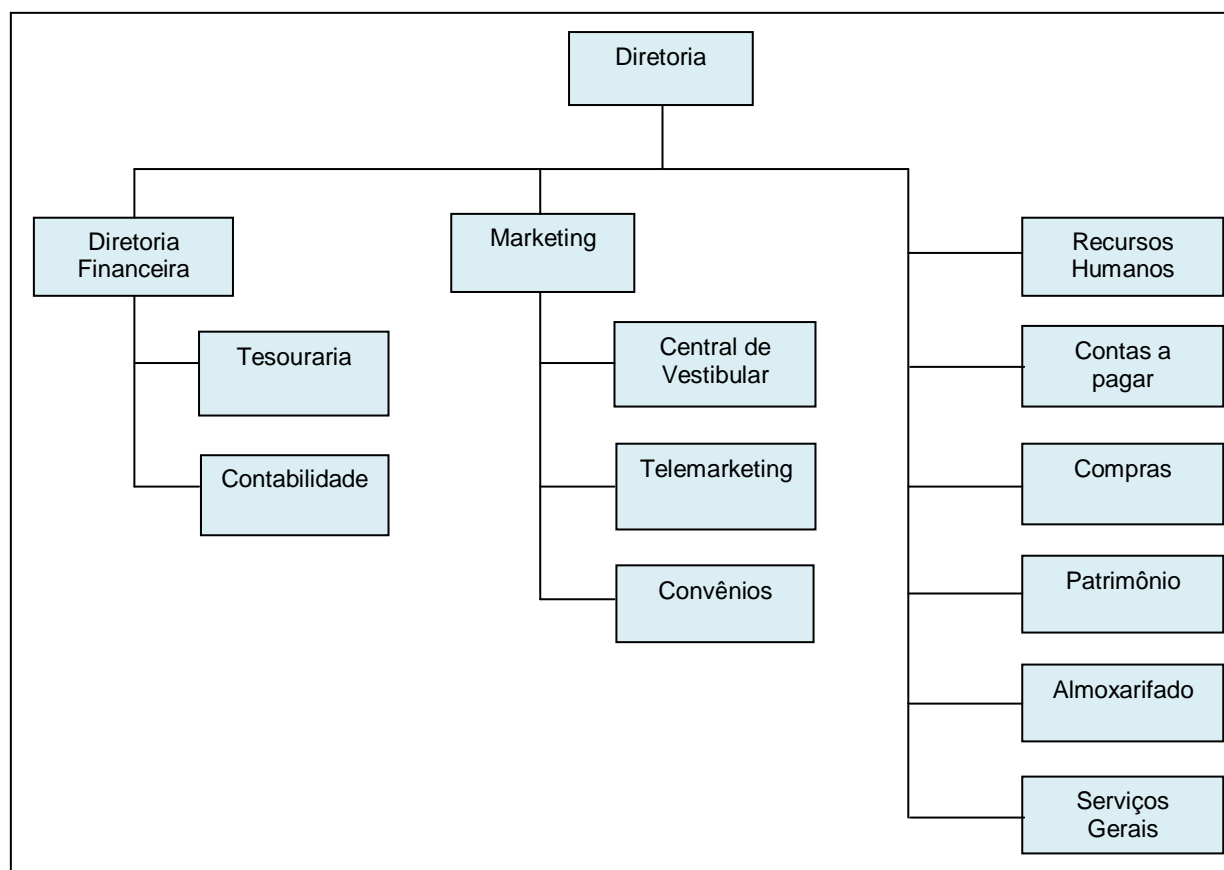 Diretoria
Diretoria
Financeira
Tesouraria
Contabilidade
Marketing
Central de
Vestibular
Telemarketing
Convênios
Recursos
Humanos
Contas a
pagar
Compras
Patrimônio
Almoxarifado
Serviços
Gerais